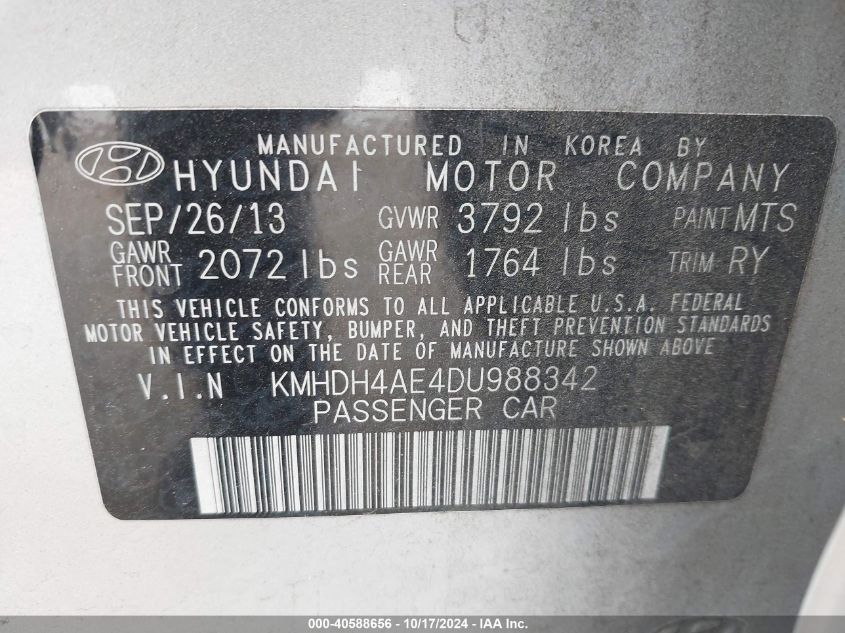 MANUFACTURED IN KOREA BY
HYUNDAI MOTOR COMPANY
SEP/26/13 GVWR 3792 lbs PAINT MTS
GAWR FRONT 2072 lbs GAWR REAR 1764 lbs TRIM RY
THIS VEHICLE CONFORMS TO ALL APPLICABLE U.S.A. FEDERAL
MOTOR VEHICLE SAFETY, BUMPER, AND THEFT PREVENTION STANDARDS
IN EFFECT ON THE DATE OF MANUFACTURE SHOWN ABOVE
V.I.N KMHDH4AE4DU988342
PASSENGER CAR
000-40588656 - 10/17/2024 - IAA Inc.